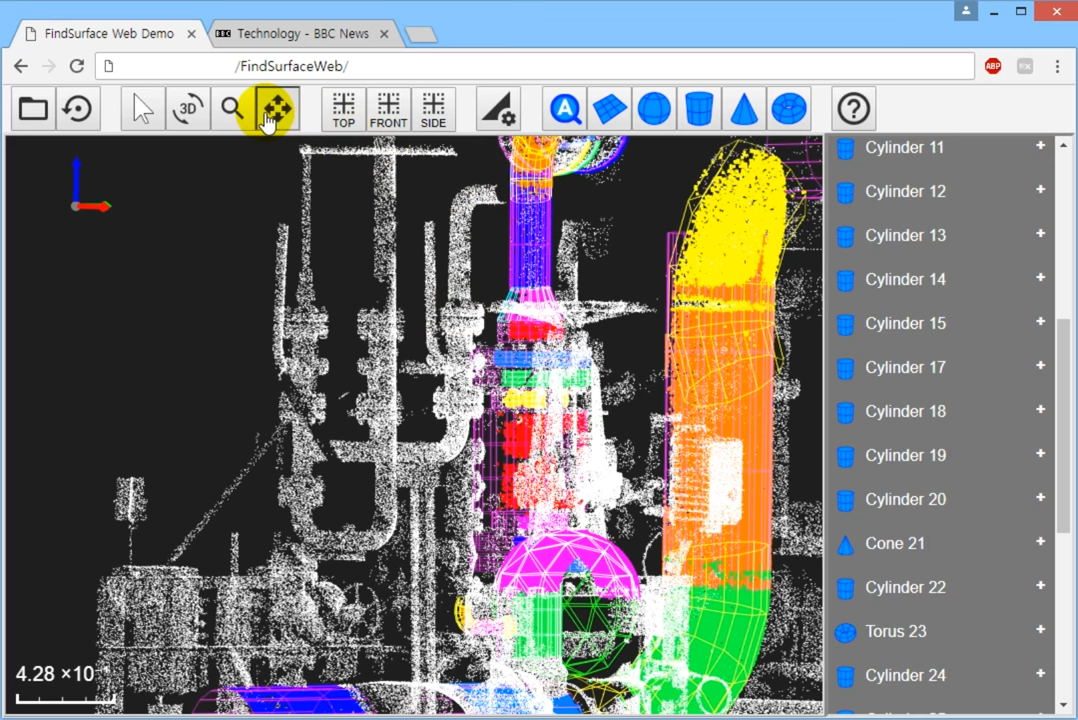 FindSurface Web Demo
BBC Technology - BBC News
/FindSurfaceWeb/
ABP
3D
TOP
FRONT
SIDE
A
?
Cylinder 11
Cylinder 12
Cylinder 13
Cylinder 14
Cylinder 15
Cylinder 17
Cylinder 18
Cylinder 19
Cylinder 20
Cone 21
Cylinder 22
Torus 23
Cylinder 24
4.28 ×10